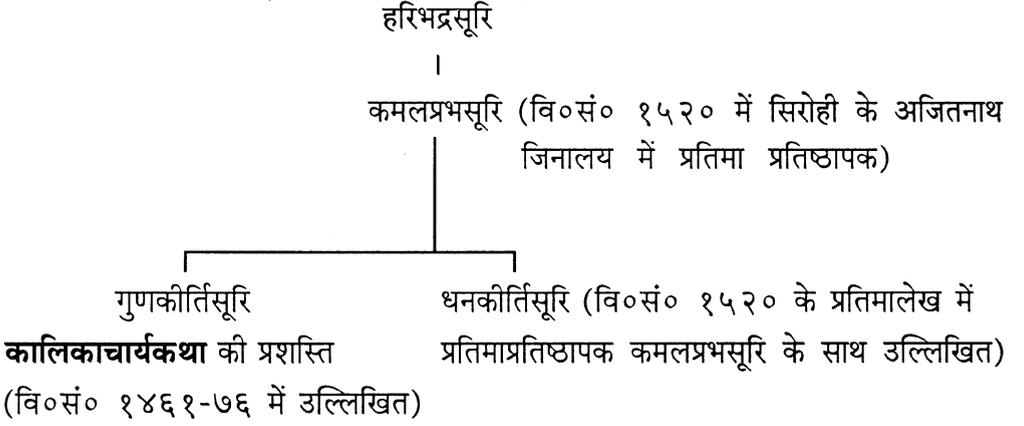 हरिभद्रसूरि
कमलप्रभसूरि (वि०सं० १५२० में सिरोही के अजितनाथ
जिनालय में प्रतिमा प्रतिष्ठापक)
गुणकीर्तिसूरि
कालिकाचार्यकथा की प्रशस्ति
(वि०सं० १४६१-७६ में उल्लिखित)
धनकीर्तिसूरि (वि०सं० १५२० के प्रतिमालेख में
प्रतिमाप्रतिष्ठापक कमलप्रभसूरि के साथ उल्लिखित)